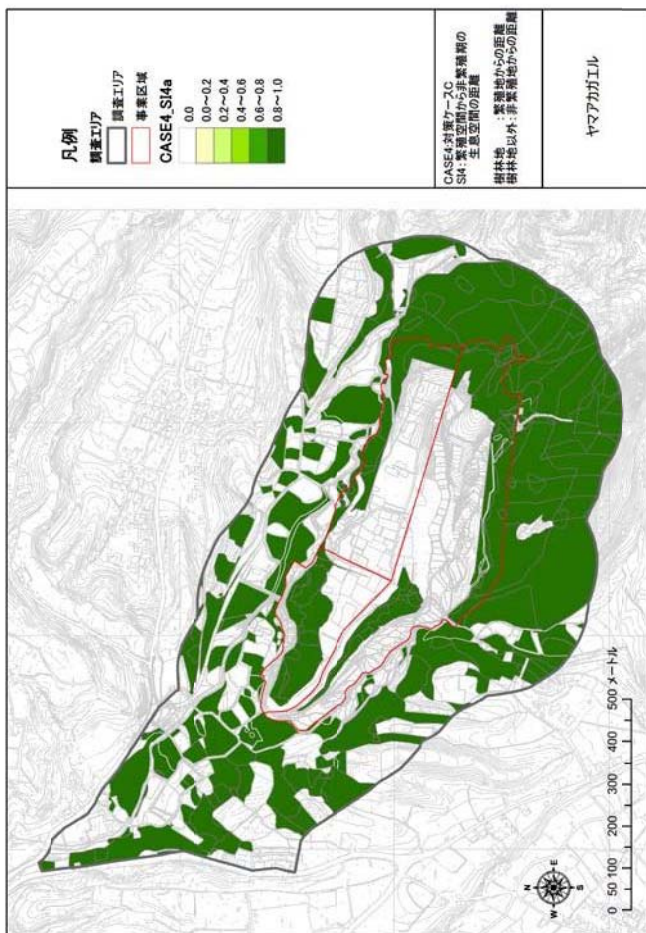 凡例
調査エリア
調査エリア
事業区域
CASE4_SI4a
0.0
0.0～0.2
0.2～0.4
0.4～0.6
0.6～0.8
0.8～1.0
CASE4:対策ケースC
SI4:繁殖空間から非繁殖期の
生息空間の距離
樹林地　　:繁殖地からの距離
樹林地以外:非繁殖地からの距離
ヤマアカガエル
N
W E
S
0 50 100 200 300 400 500 メートル